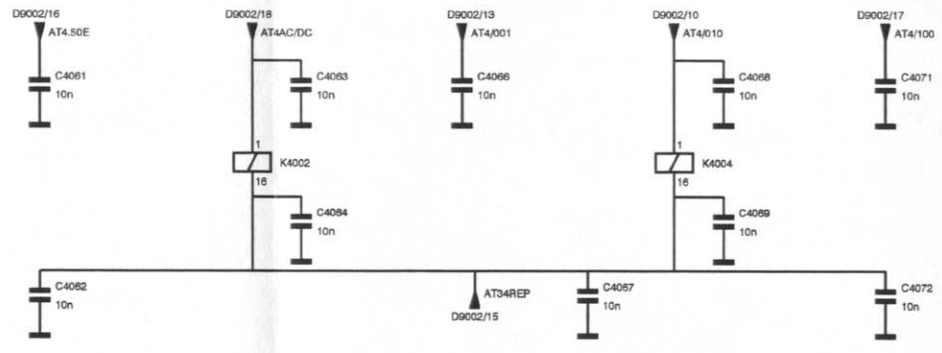 D9002/16 D9002/18 D9002/13 D9002/10 D9002/17
AT4.50E AT4AC/DC AT4/001 AT4/010 AT4/100
C4061 C4063 C4066 C4068 C4071
10n 10n 10n 10n 10n
1 1
K4002 K4004
16 16
C4064 C4069
10n 10n
C4062 AT34REP C4067 C4072
10n 10n 10n
D9002/15